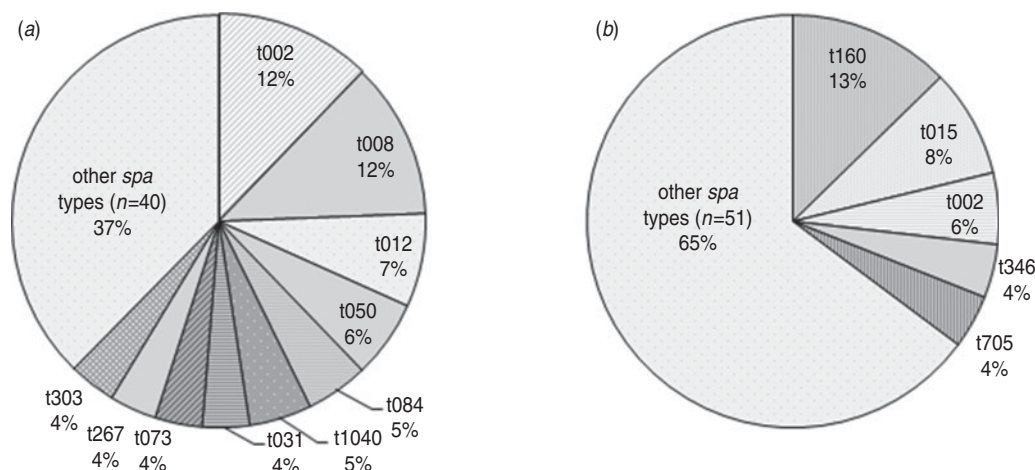 (a)
t002
12%
t008
12%
t012
7%
t050
6%
t084
5%
t1040
5%
t031
4%
t073
4%
t267
4%
t303
4%
other spa
types (n=40)
37%
(b)
t160
13%
t015
8%
t002
6%
t346
4%
t705
4%
other spa
types (n=51)
65%